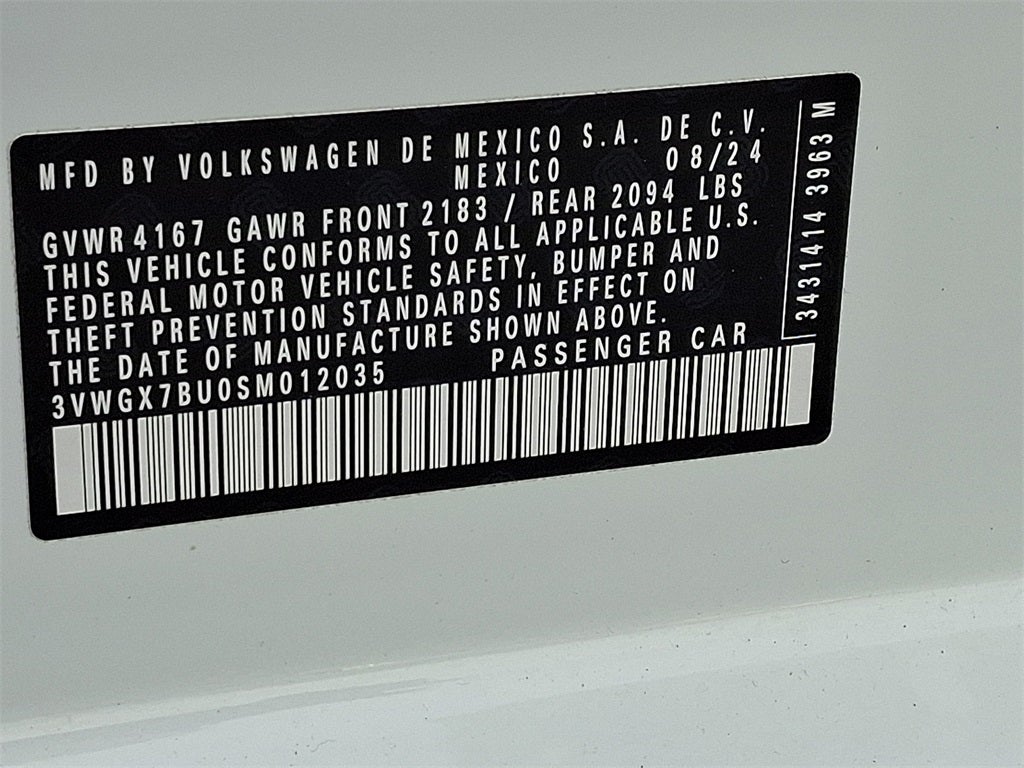 MFD BY VOLKSWAGEN DE MEXICO S.A. DE C.V.
MEXICO 08/24
GVWR 4167 GAWR FRONT 2183 / REAR 2094 LBS
THIS VEHICLE CONFORMS TO ALL APPLICABLE U.S.
FEDERAL MOTOR VEHICLE SAFETY, BUMPER AND
THEFT PREVENTION STANDARDS IN EFFECT ON
THE DATE OF MANUFACTURE SHOWN ABOVE.
3VWGX7BU0SM012035 PASSENGER CAR
3431414 3963 M